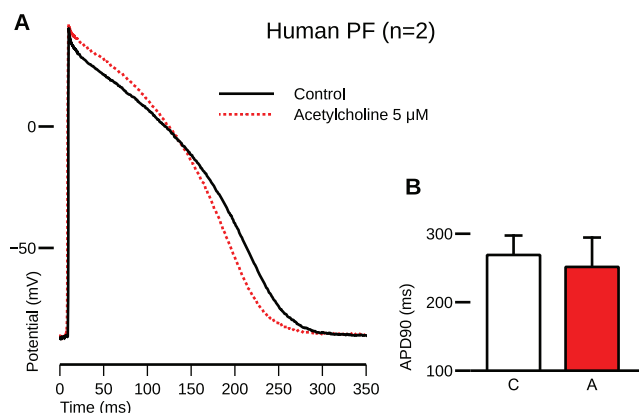 A
Human PF (n=2)
Control
Acetylcholine 5 µM
0
−50
Potential (mV)
0 50 100 150 200 250 300 350
Time (ms)
B
300
200
100
APD90 (ms)
C A